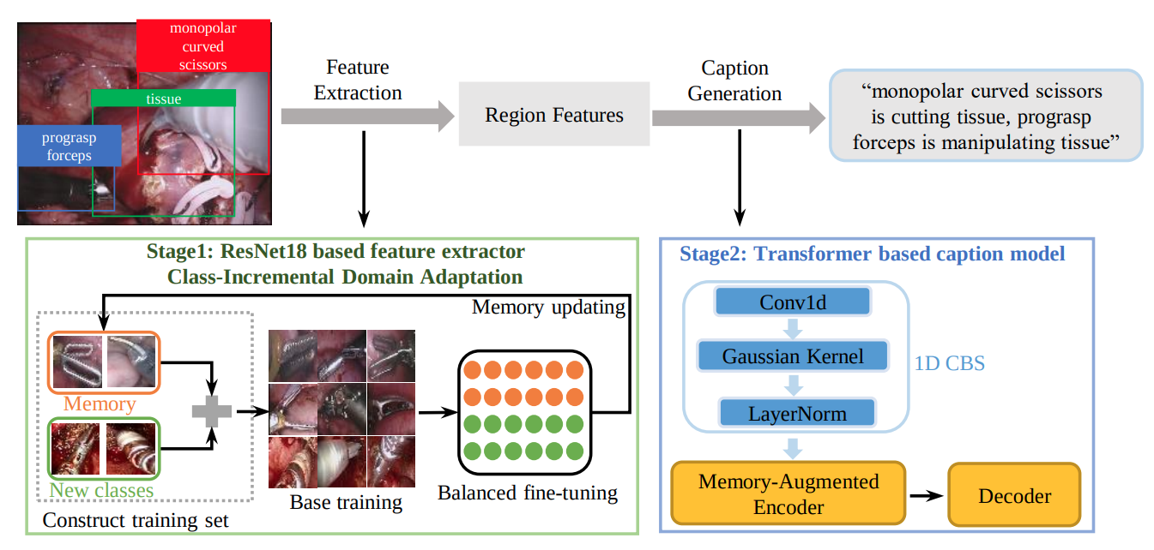 monopolar
curved
scissors
tissue
prograsp
forceps
Feature
Extraction
Region Features
Caption
Generation
“monopolar curved scissors
is cutting tissue, prograsp
forceps is manipulating tissue”
Stage1: ResNet18 based feature extractor
Class-Incremental Domain Adaptation
Memory updating
Memory
New classes
Construct training set
Base training
Balanced fine-tuning
Stage2: Transformer based caption model
Conv1d
Gaussian Kernel
LayerNorm
1D CBS
Memory-Augmented
Encoder
Decoder